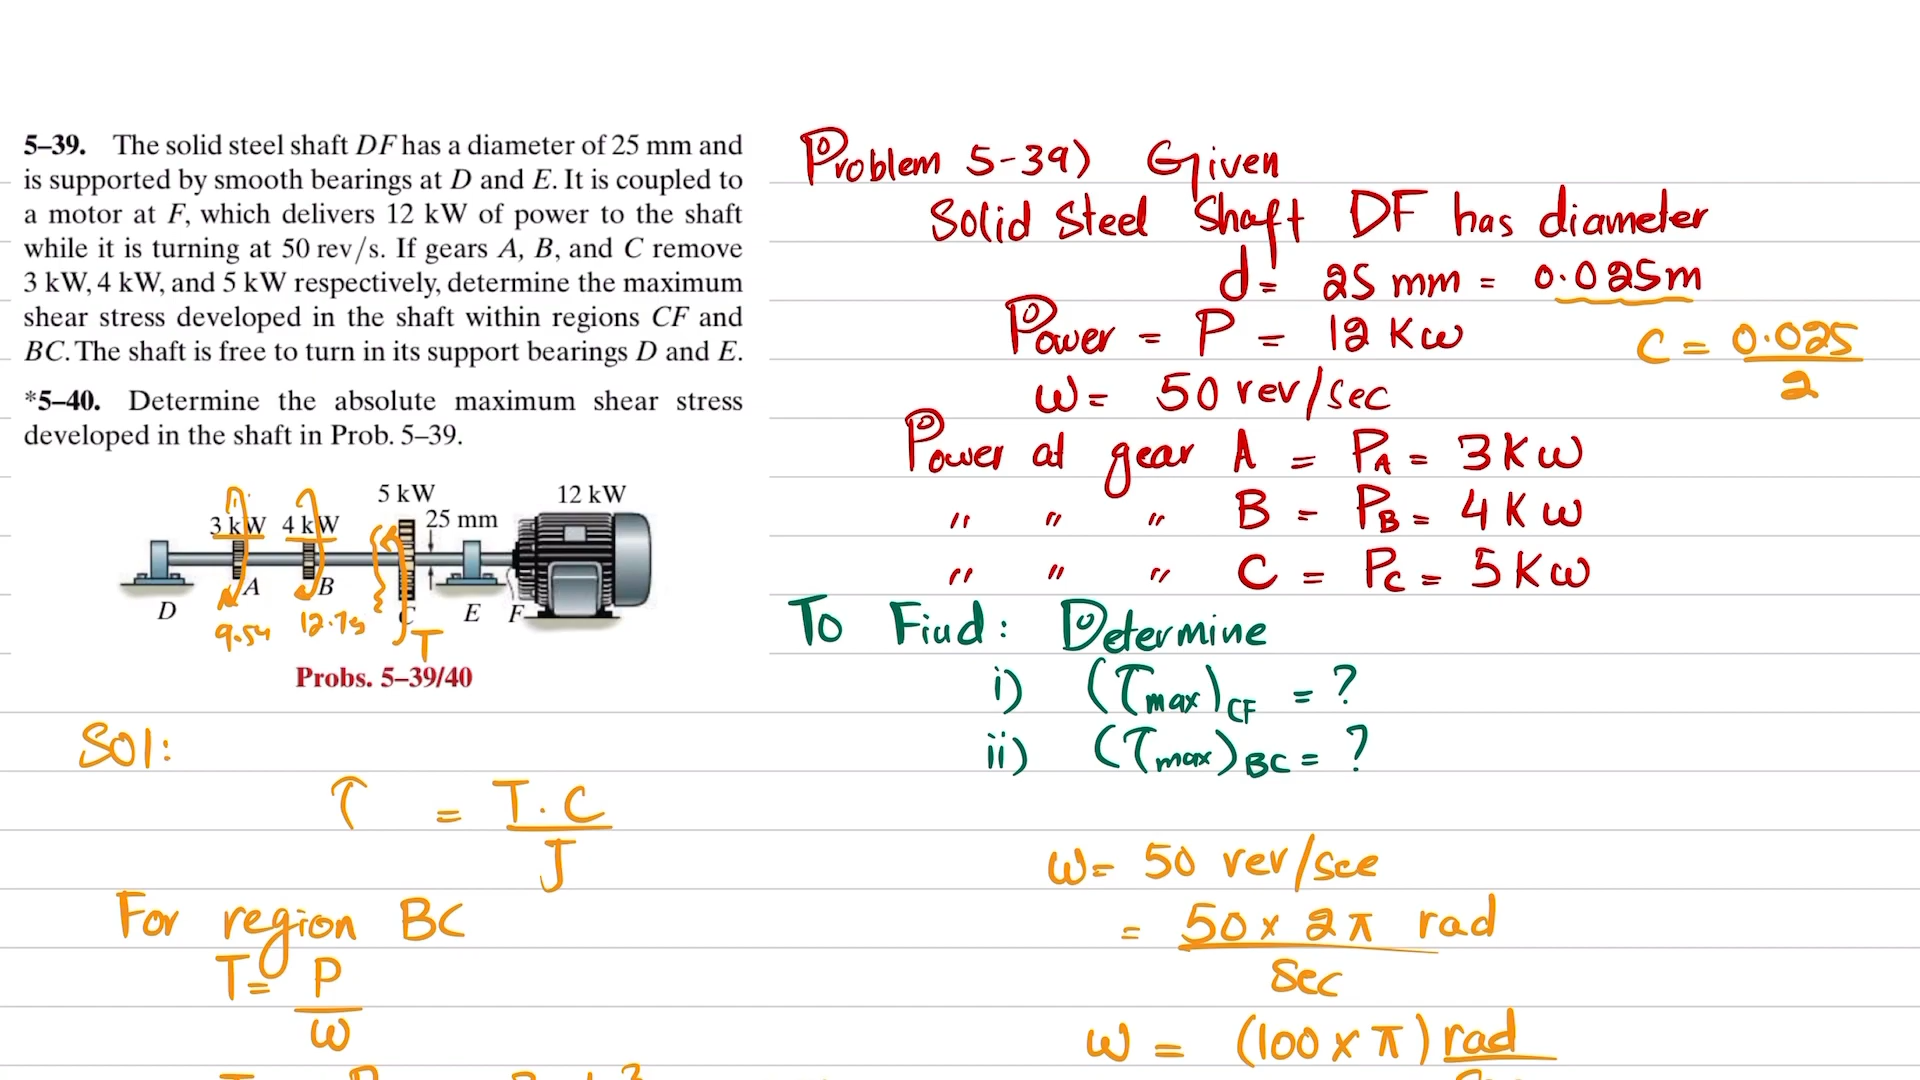 5–39. The solid steel shaft DF has a diameter of 25 mm and
is supported by smooth bearings at D and E. It is coupled to
a motor at F, which delivers 12 kW of power to the shaft
while it is turning at 50 rev/s. If gears A, B, and C remove
3 kW, 4 kW, and 5 kW respectively, determine the maximum
shear stress developed in the shaft within regions CF and
BC. The shaft is free to turn in its support bearings D and E.
*5–40. Determine the absolute maximum shear stress
developed in the shaft in Prob. 5–39.
5 kW 12 kW
3 kW 4 kW 25 mm
A B
D C E F
9.54 12.73 T
Probs. 5–39/40
Sol:
τ = T.C
J
For region BC
T = P
ω
Problem 5-39) Given
Solid Steel Shaft DF has diameter
d = 25 mm = 0.025m
Power = P = 12 Kw
C = 0.025
2
ω = 50 rev/sec
Power at gear A = PA = 3Kw
" " " B = PB = 4Kw
" " " C = PC = 5Kw
To Find: Determine
i) (τmax)CF = ?
ii) (τmax)BC = ?
ω = 50 rev/sec
= 50 x 2π rad
Sec
ω = (100 x π) rad